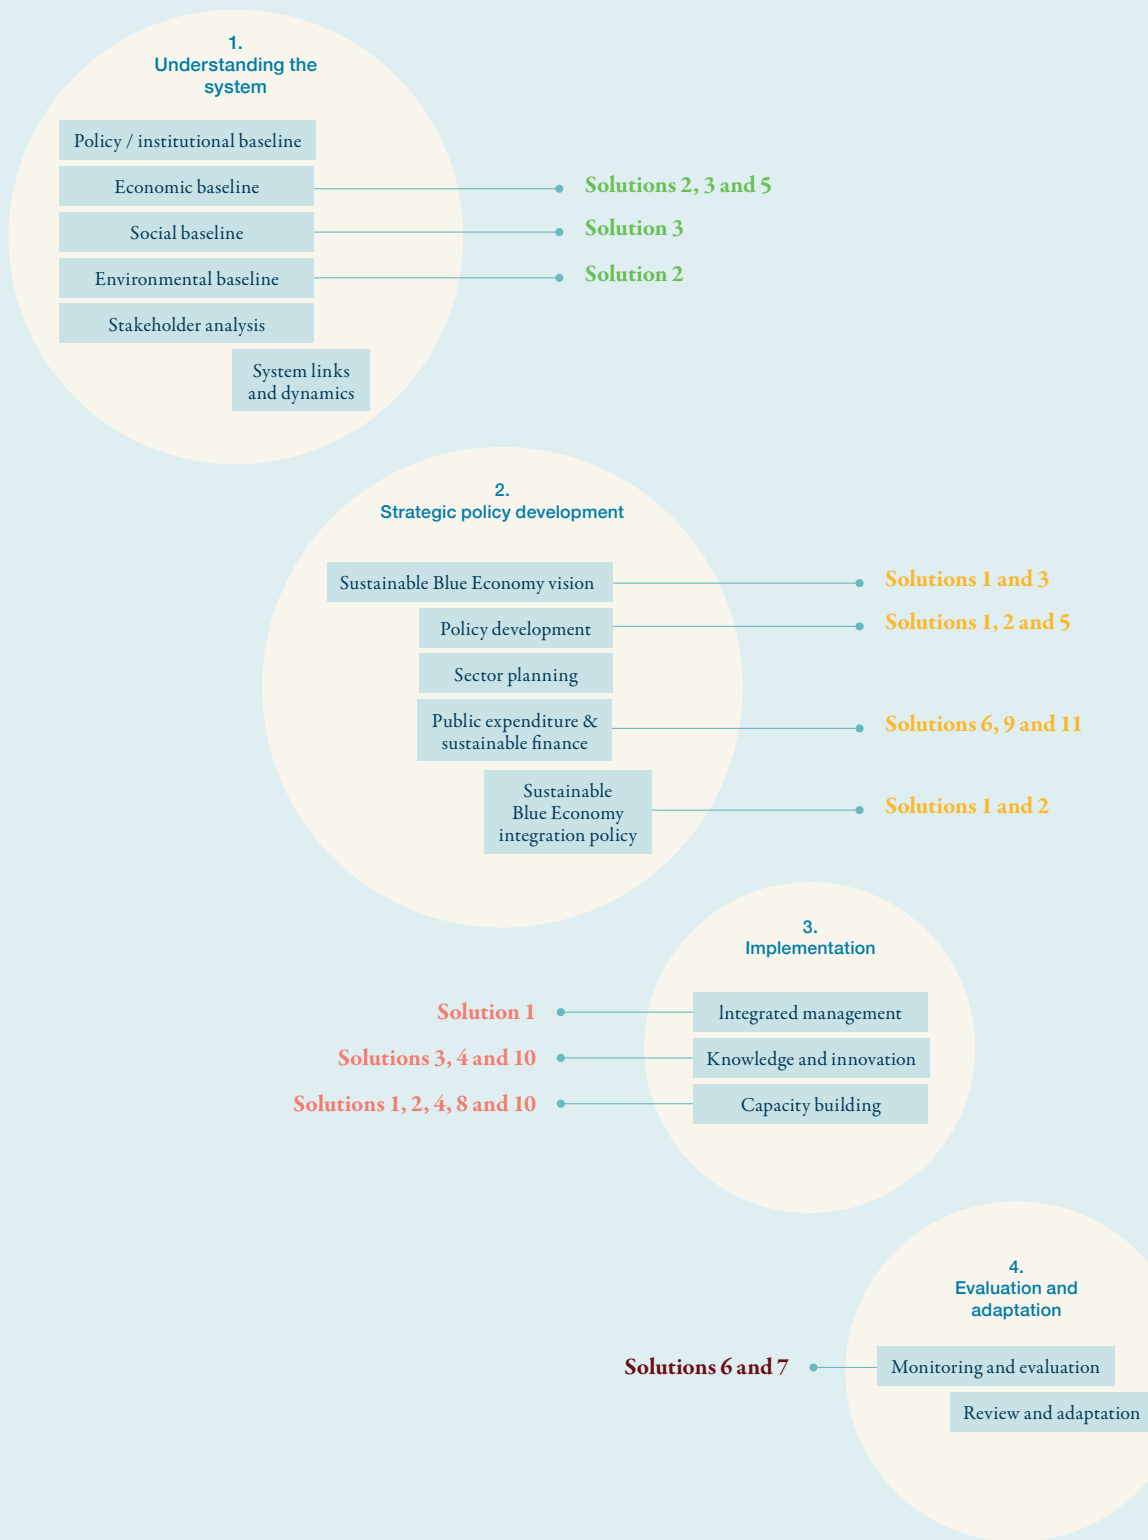 1.
Understanding the
system
Policy / institutional baseline
Economic baseline
Solutions 2, 3 and 5
Social baseline
Solution 3
Environmental baseline
Solution 2
Stakeholder analysis
System links
and dynamics
2.
Strategic policy development
Sustainable Blue Economy vision
Solutions 1 and 3
Policy development
Solutions 1, 2 and 5
Sector planning
Public expenditure &
sustainable finance
Solutions 6, 9 and 11
Sustainable
Blue Economy
integration policy
Solutions 1 and 2
3.
Implementation
Solution 1
Integrated management
Solutions 3, 4 and 10
Knowledge and innovation
Solutions 1, 2, 4, 8 and 10
Capacity building
4.
Evaluation and
adaptation
Solutions 6 and 7
Monitoring and evaluation
Review and adaptation